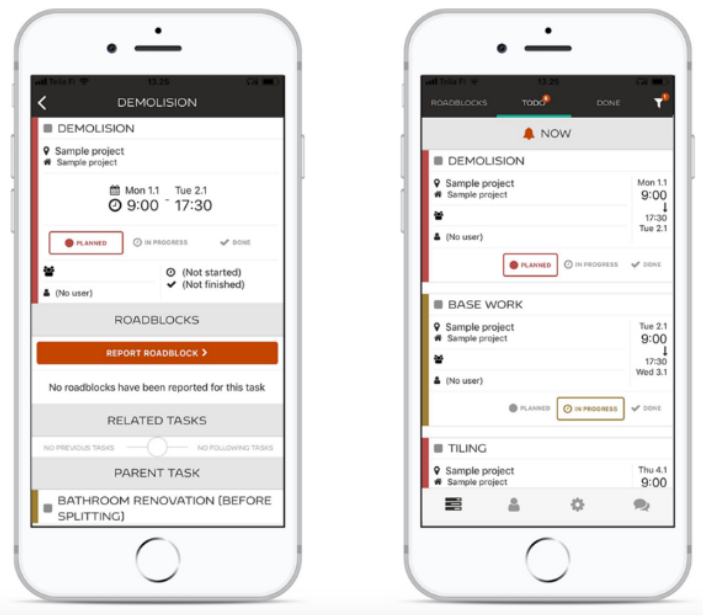 Telia FI 13.25
DEMOLISION
DEMOLISION
Sample project
Sample project
Mon 1.1 Tue 2.1
9:00 - 17:30
PLANNED IN PROGRESS DONE
(Not started)
(Not finished)
(No user)
ROADBLOCKS
REPORT ROADBLOCK >
No roadblocks have been reported for this task
RELATED TASKS
NO PREVIOUS TASKS NO FOLLOWING TASKS
PARENT TASK
BATHROOM RENOVATION (BEFORE
SPLITTING)
Telia FI 13.25
ROADBLOCKS TODO DONE
NOW
DEMOLISION
Sample project Mon 1.1
Sample project 9:00
17:30
Tue 2.1
(No user)
PLANNED IN PROGRESS DONE
BASE WORK
Sample project Tue 2.1
Sample project 9:00
17:30
Wed 3.1
(No user)
PLANNED IN PROGRESS DONE
TILING
Sample project Thu 4.1
Sample project 9:00